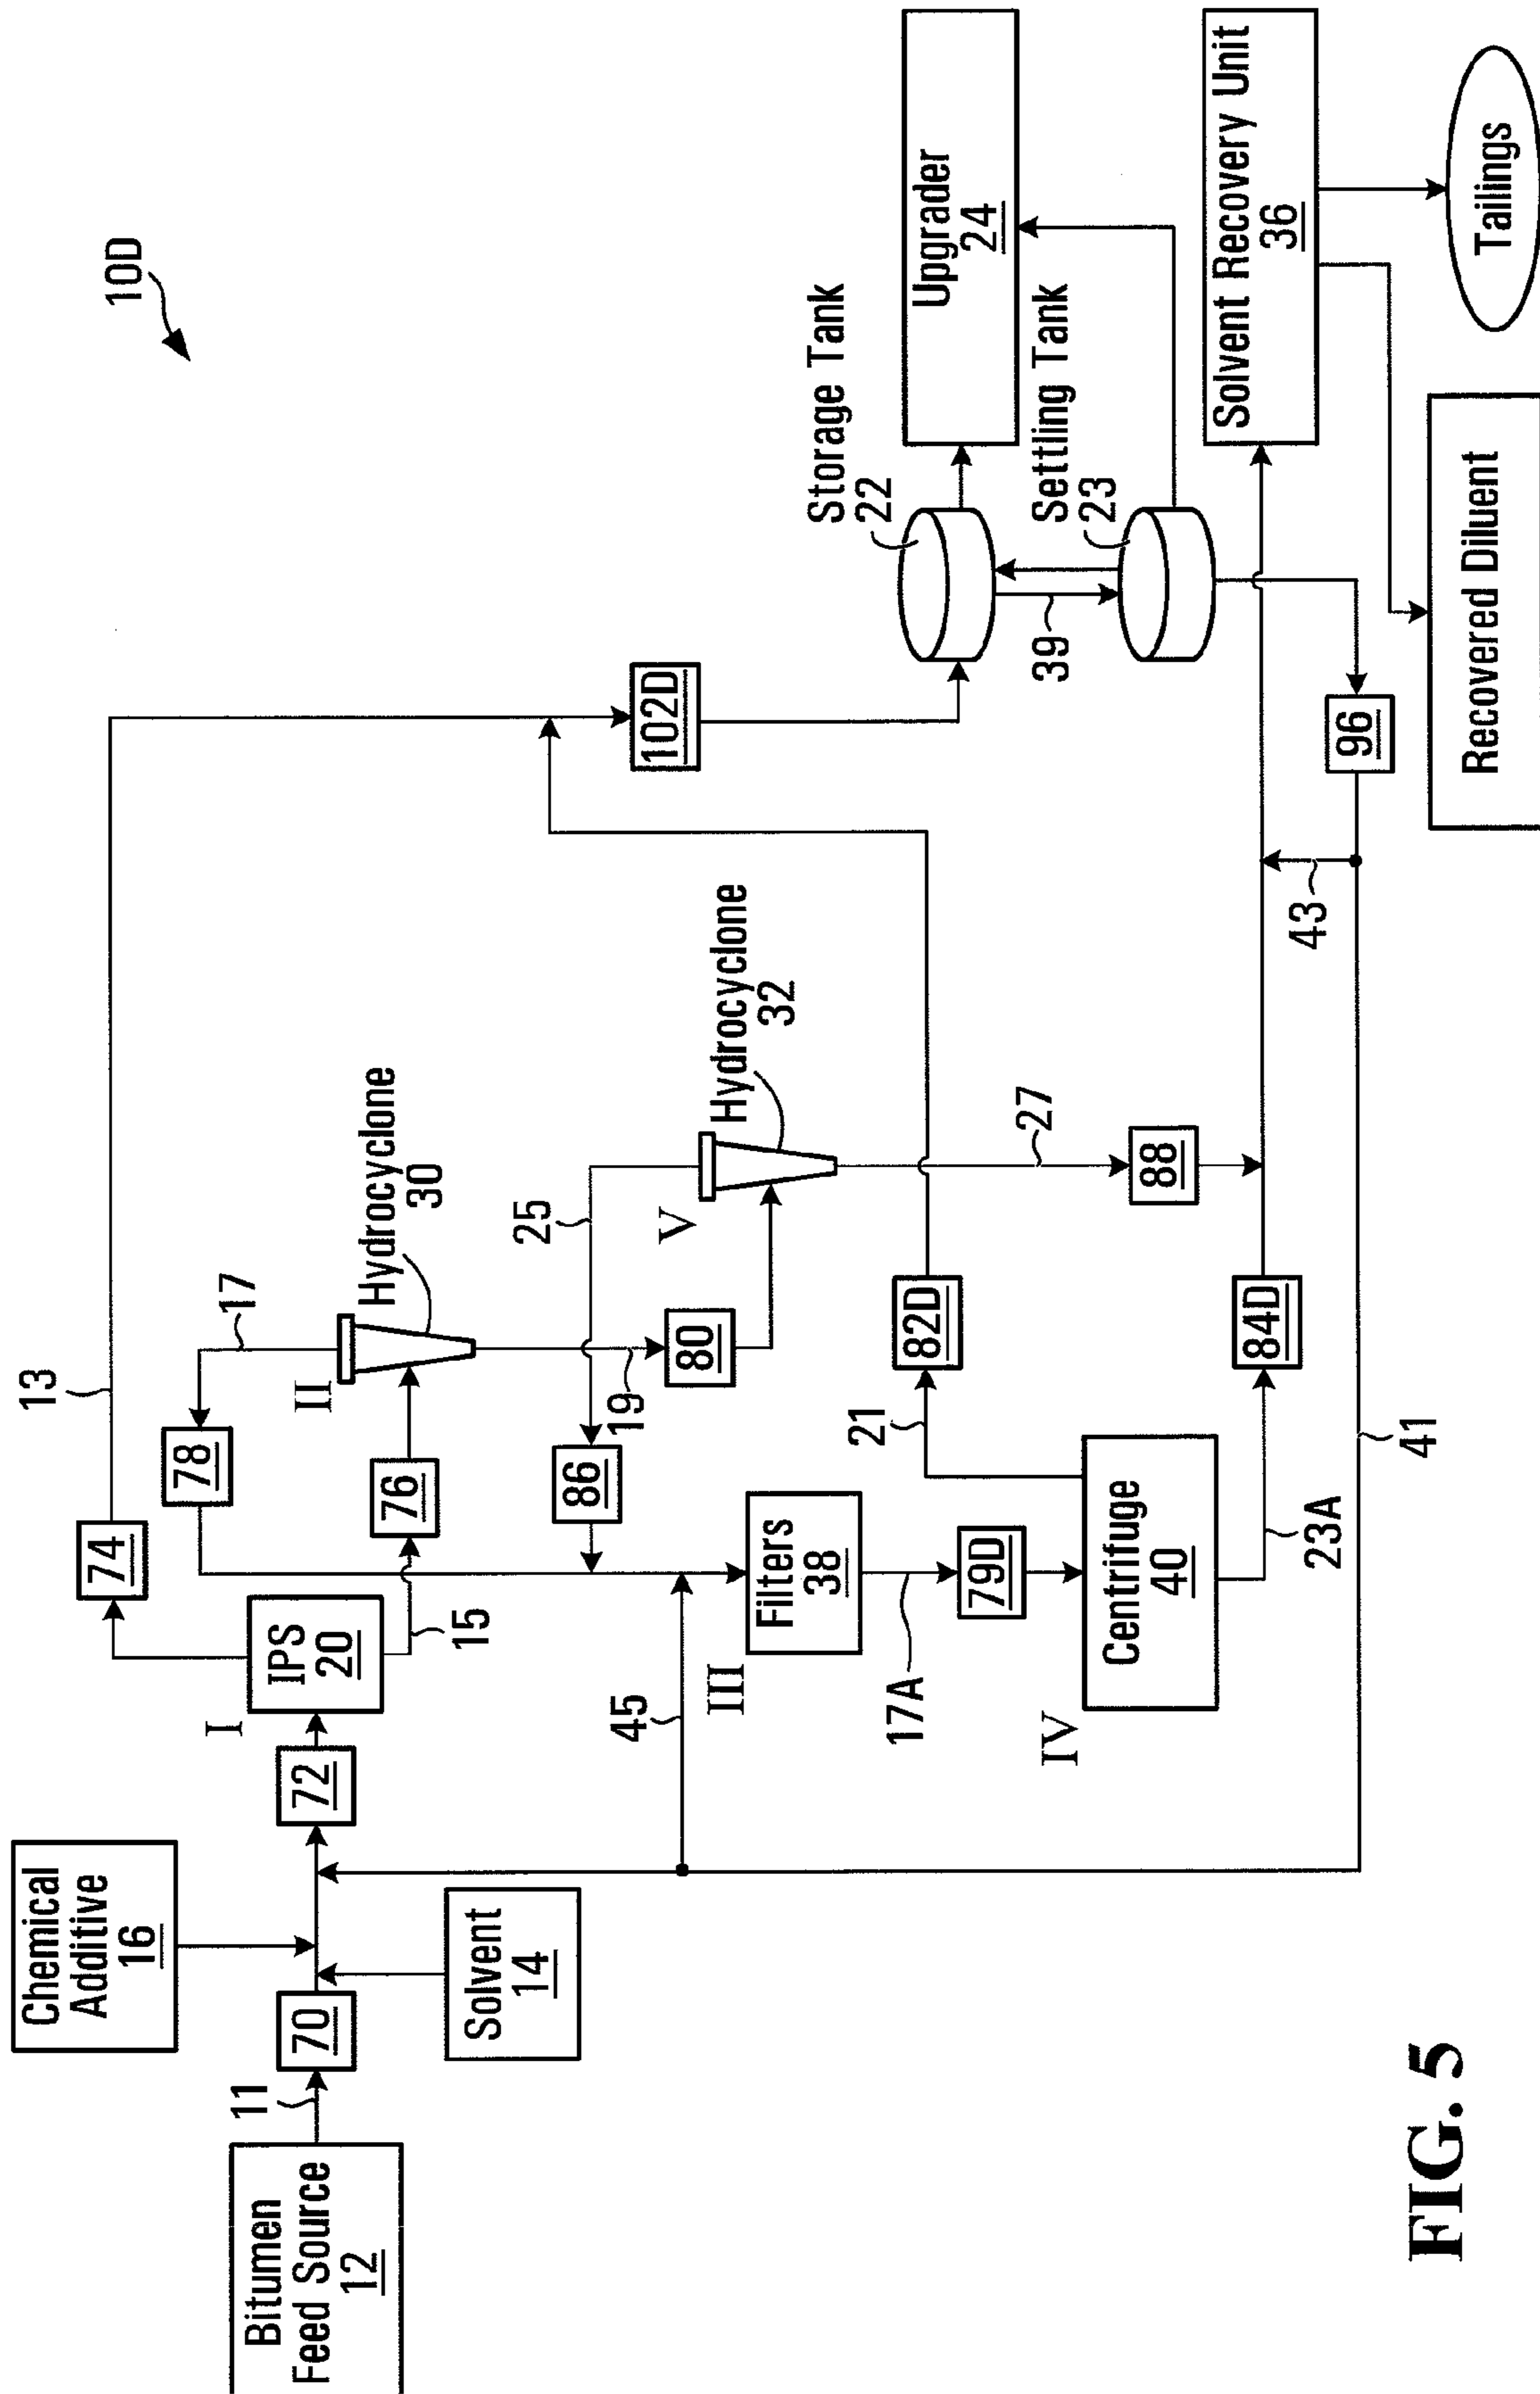 10D
Chemical
Additive
16
Bitumen
Feed Source
12
11
70
Solvent
14
72
I
IPS
20
74
13
15
76
78
17
II
Hydrocyclone
30
19
80
25
86
V
Hydrocyclone
32
27
88
45
III
Filters
38
17A
79D
IV
Centrifuge
40
21
82D
23A
84D
41
43
102D
Storage Tank
22
39
Settling Tank
23
96
Upgrader
24
Solvent Recovery Unit
36
Recovered Diluent
Tailings
FIG. 5